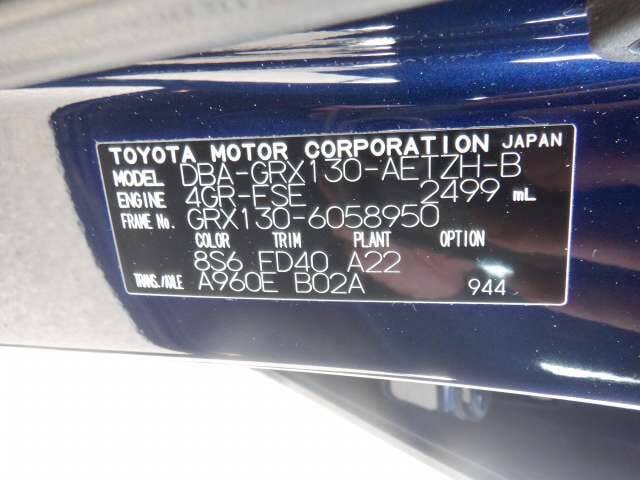 TOYOTA MOTOR CORPORATION JAPAN
MODEL DBA-GRX130-AETZH-B
ENGINE 4GR-FSE 2499 mL
FRAME No. GRX130-6058950
COLOR TRIM PLANT OPTION
8S6 FD40 A22
TRANS./AXLE A960E B02A 944